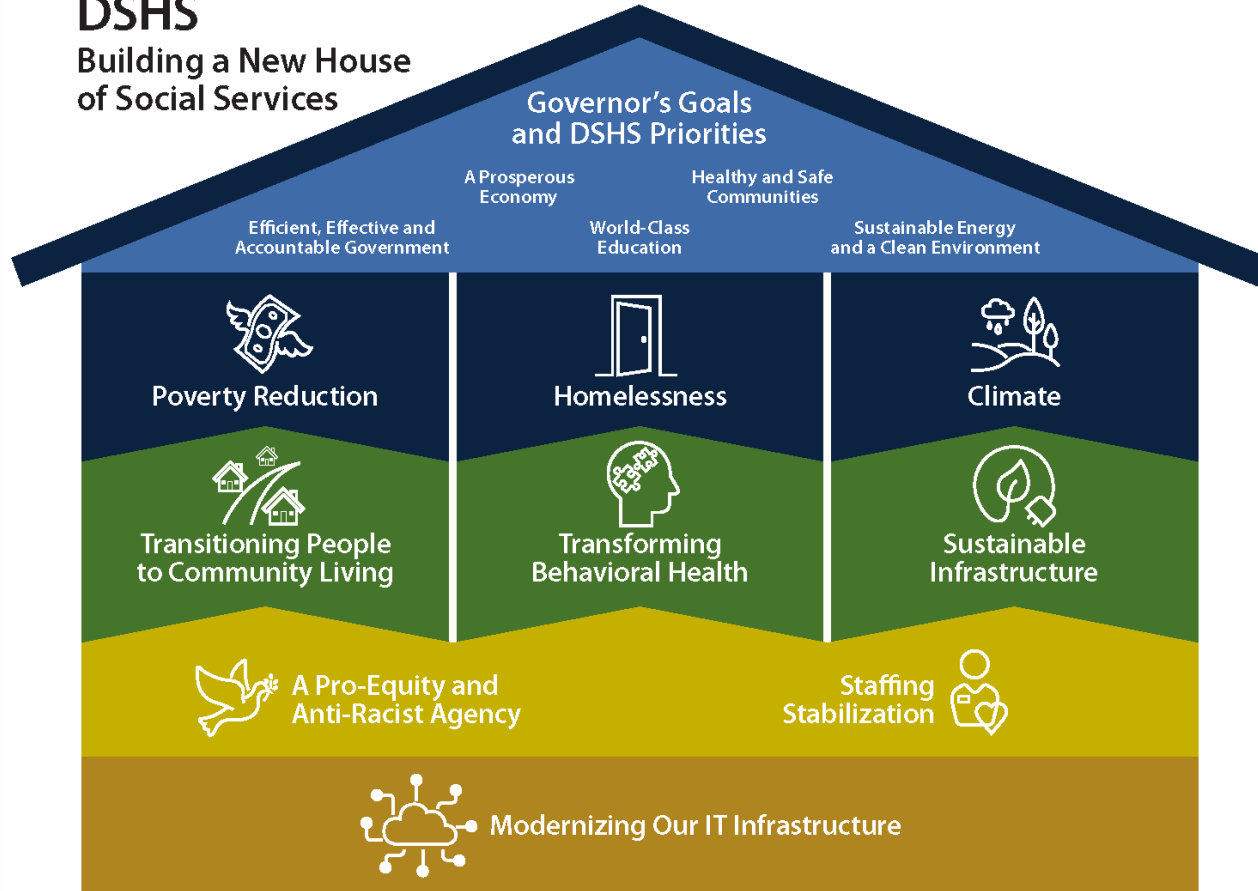 DSHS
Building a New House
of Social Services
Governor's Goals
and DSHS Priorities
A Prosperous
Economy
Healthy and Safe
Communities
Efficient, Effective and
Accountable Government
World-Class
Education
Sustainable Energy
and a Clean Environment
Poverty Reduction
Homelessness
Climate
Transitioning People
to Community Living
Transforming
Behavioral Health
Sustainable
Infrastructure
A Pro-Equity and
Anti-Racist Agency
Staffing
Stabilization
Modernizing Our IT Infrastructure